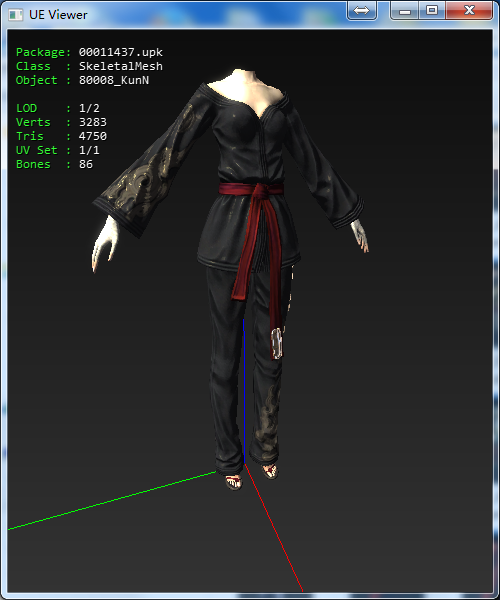 UE Viewer
Package: 00011437.upk
Class : SkeletalMesh
Object : 80008_KunN
LOD : 1/2
Verts : 3283
Tris : 4750
UV Set : 1/1
Bones : 86